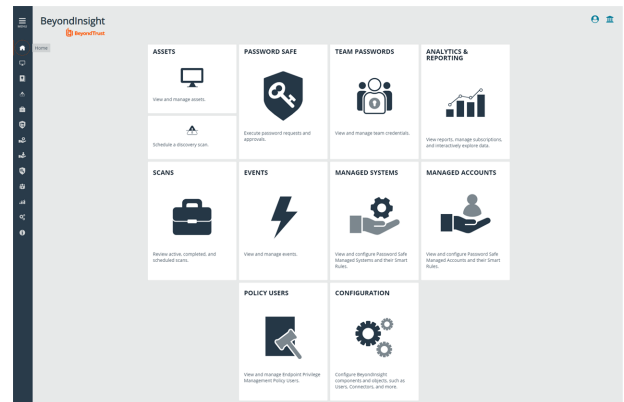 MENU
BeyondInsight
BeyondTrust
Home
ASSETS
View and manage assets.
Schedule a discovery scan.
PASSWORD SAFE
Execute password requests and
approvals.
TEAM PASSWORDS
View and manage team credentials.
ANALYTICS &
REPORTING
View reports, manage subscriptions,
and interactively explore data.
SCANS
Review active, completed, and
scheduled scans.
EVENTS
View and manage events.
MANAGED SYSTEMS
View and configure Password Safe
Managed Systems and their Smart
Rules.
MANAGED ACCOUNTS
View and configure Password Safe
Managed Accounts and their Smart
Rules.
POLICY USERS
View and manage Endpoint Privilege
Management Policy Users.
CONFIGURATION
Configure BeyondInsight
components and objects, such as
Users, Connectors, and more.